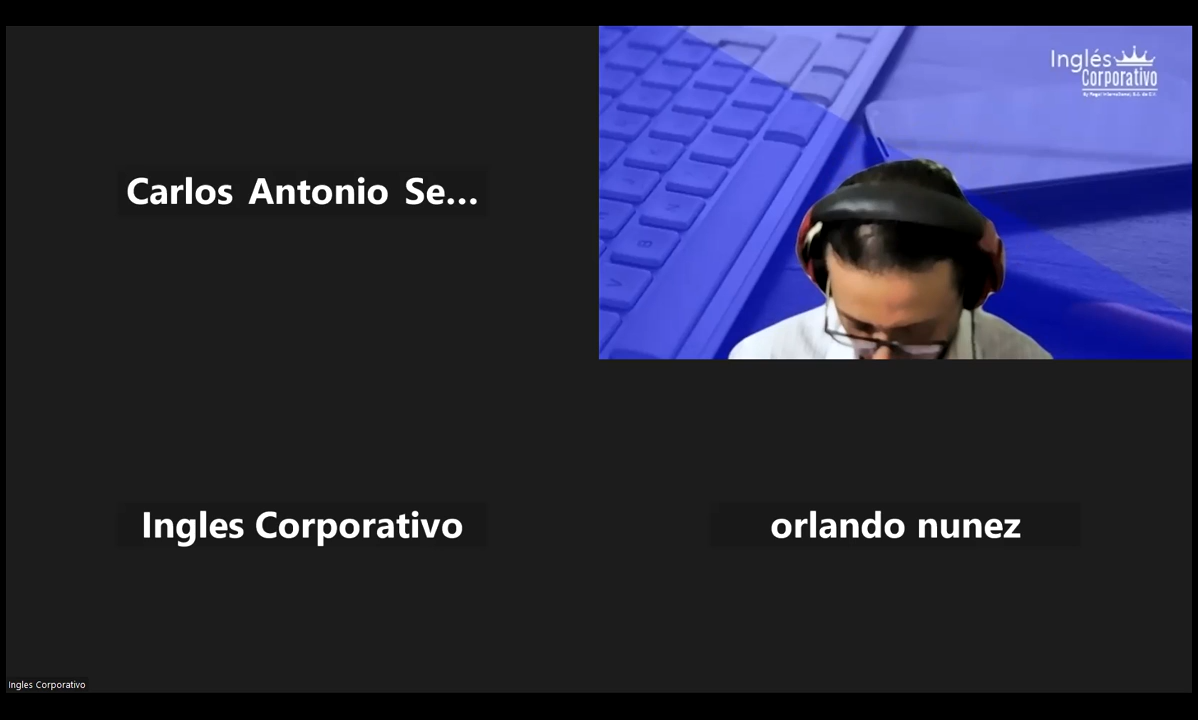 Carlos Antonio Se...
Inglés
Corporativo
Ingles Corporativo
orlando nunez
Ingles Corporativo